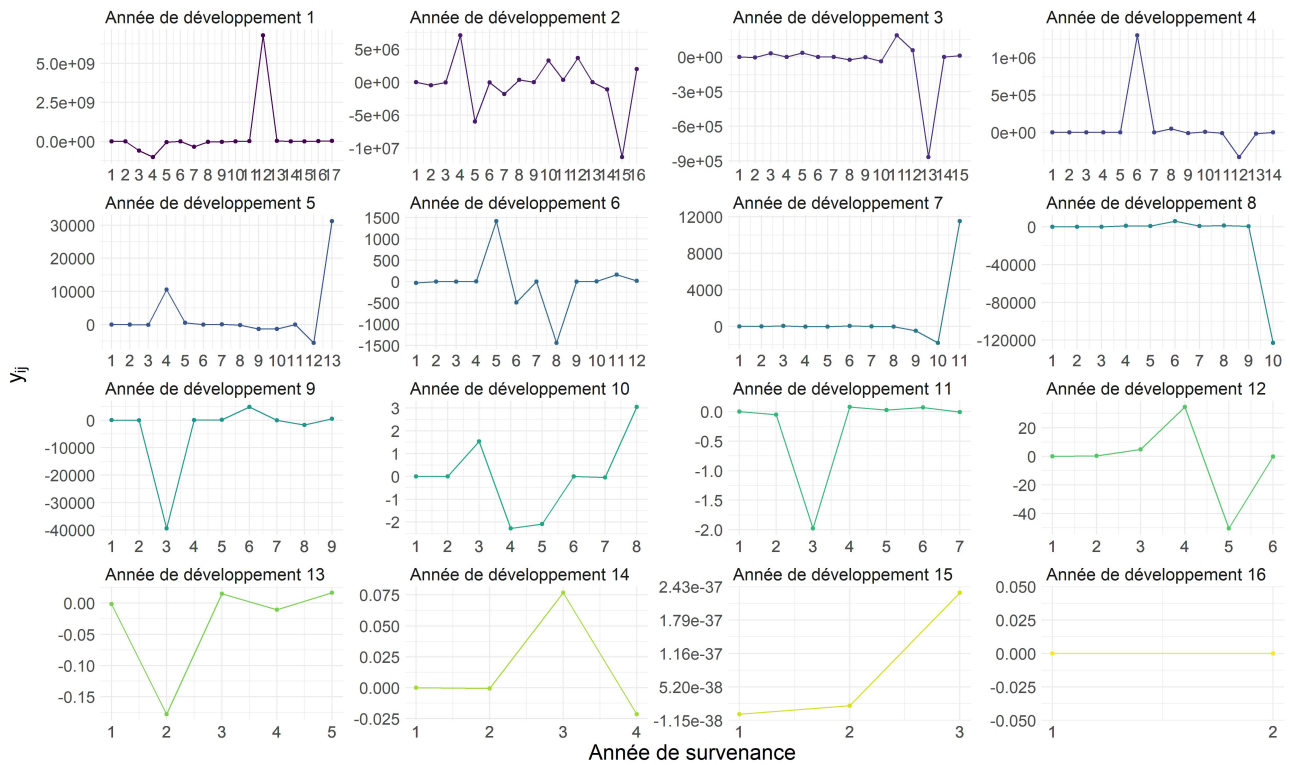 Année de développement 1
Année de développement 2
Année de développement 3
Année de développement 4
5.0e+09
2.5e+09
0.0e+00
1 2 3 4 5 6 7 8 9 10 11 12 13 14 15 16 17
5e+06
0e+00
-5e+06
-1e+07
1 2 3 4 5 6 7 8 9 10 11 12 13 14 15 16
0e+00
-3e+05
-6e+05
-9e+05
1 2 3 4 5 6 7 8 9 10 11 12 13 14 15
1e+06
5e+05
0e+00
1 2 3 4 5 6 7 8 9 10 11 12 13 14
Année de développement 5
Année de développement 6
Année de développement 7
Année de développement 8
30000
20000
10000
0
1 2 3 4 5 6 7 8 9 10 11 12 13
1500
1000
500
0
-500
-1000
-1500
1 2 3 4 5 6 7 8 9 10 11 12
12000
8000
4000
0
1 2 3 4 5 6 7 8 9 10 11
0
-40000
-80000
-120000
1 2 3 4 5 6 7 8 9 10
Année de développement 9
Année de développement 10
Année de développement 11
Année de développement 12
0
-10000
-20000
-30000
-40000
1 2 3 4 5 6 7 8 9
3
2
1
0
-1
-2
1 2 3 4 5 6 7 8
0.0
-0.5
-1.0
-1.5
-2.0
1 2 3 4 5 6 7
20
0
-20
-40
1 2 3 4 5 6
Année de développement 13
Année de développement 14
Année de développement 15
Année de développement 16
0.00
-0.05
-0.10
-0.15
1 2 3 4 5
0.075
0.050
0.025
0.000
-0.025
1 2 3 4
2.43e-37
1.79e-37
1.16e-37
5.20e-38
-1.15e-38
1 2 3
0.050
0.025
0.000
-0.025
-0.050
1 2
yij
Année de survenance